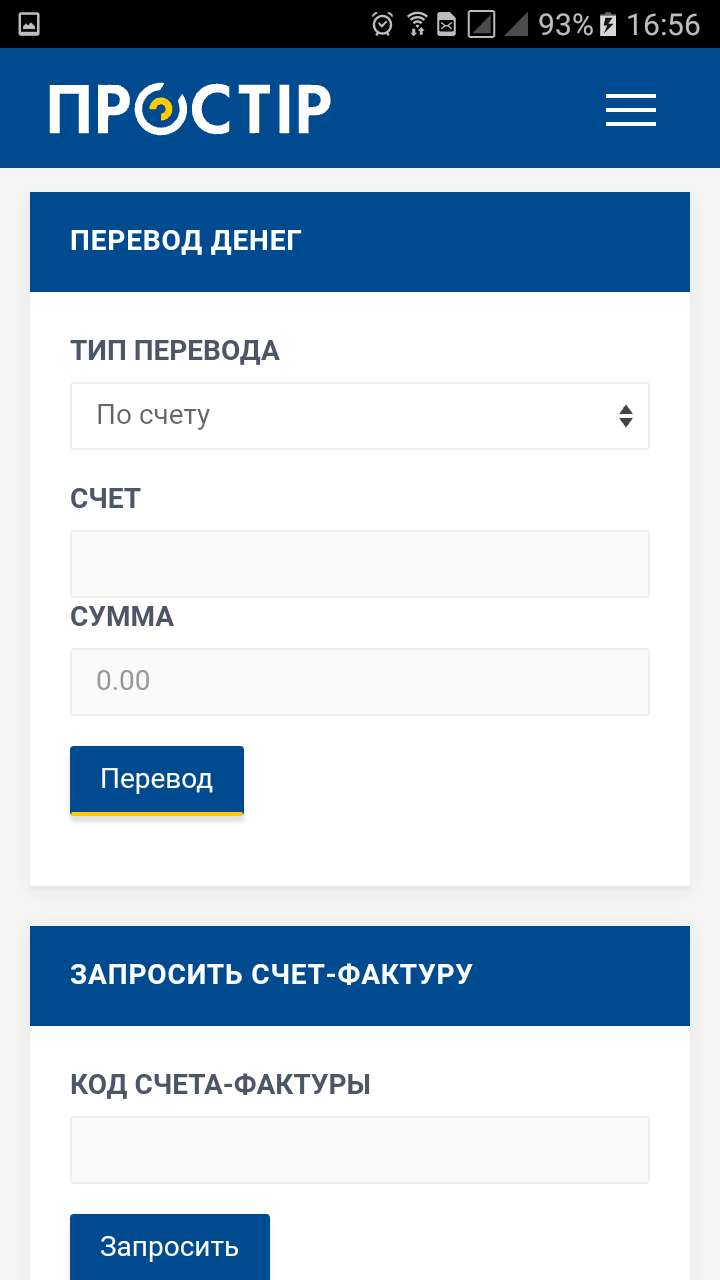 93% 16:56
ПРОСТІР
ПЕРЕВОД ДЕНЕГ
ТИП ПЕРЕВОДА
По счету
СЧЕТ
СУММА
0.00
Перевод
ЗАПРОСИТЬ СЧЕТ-ФАКТУРУ
КОД СЧЕТА-ФАКТУРЫ
Запросить